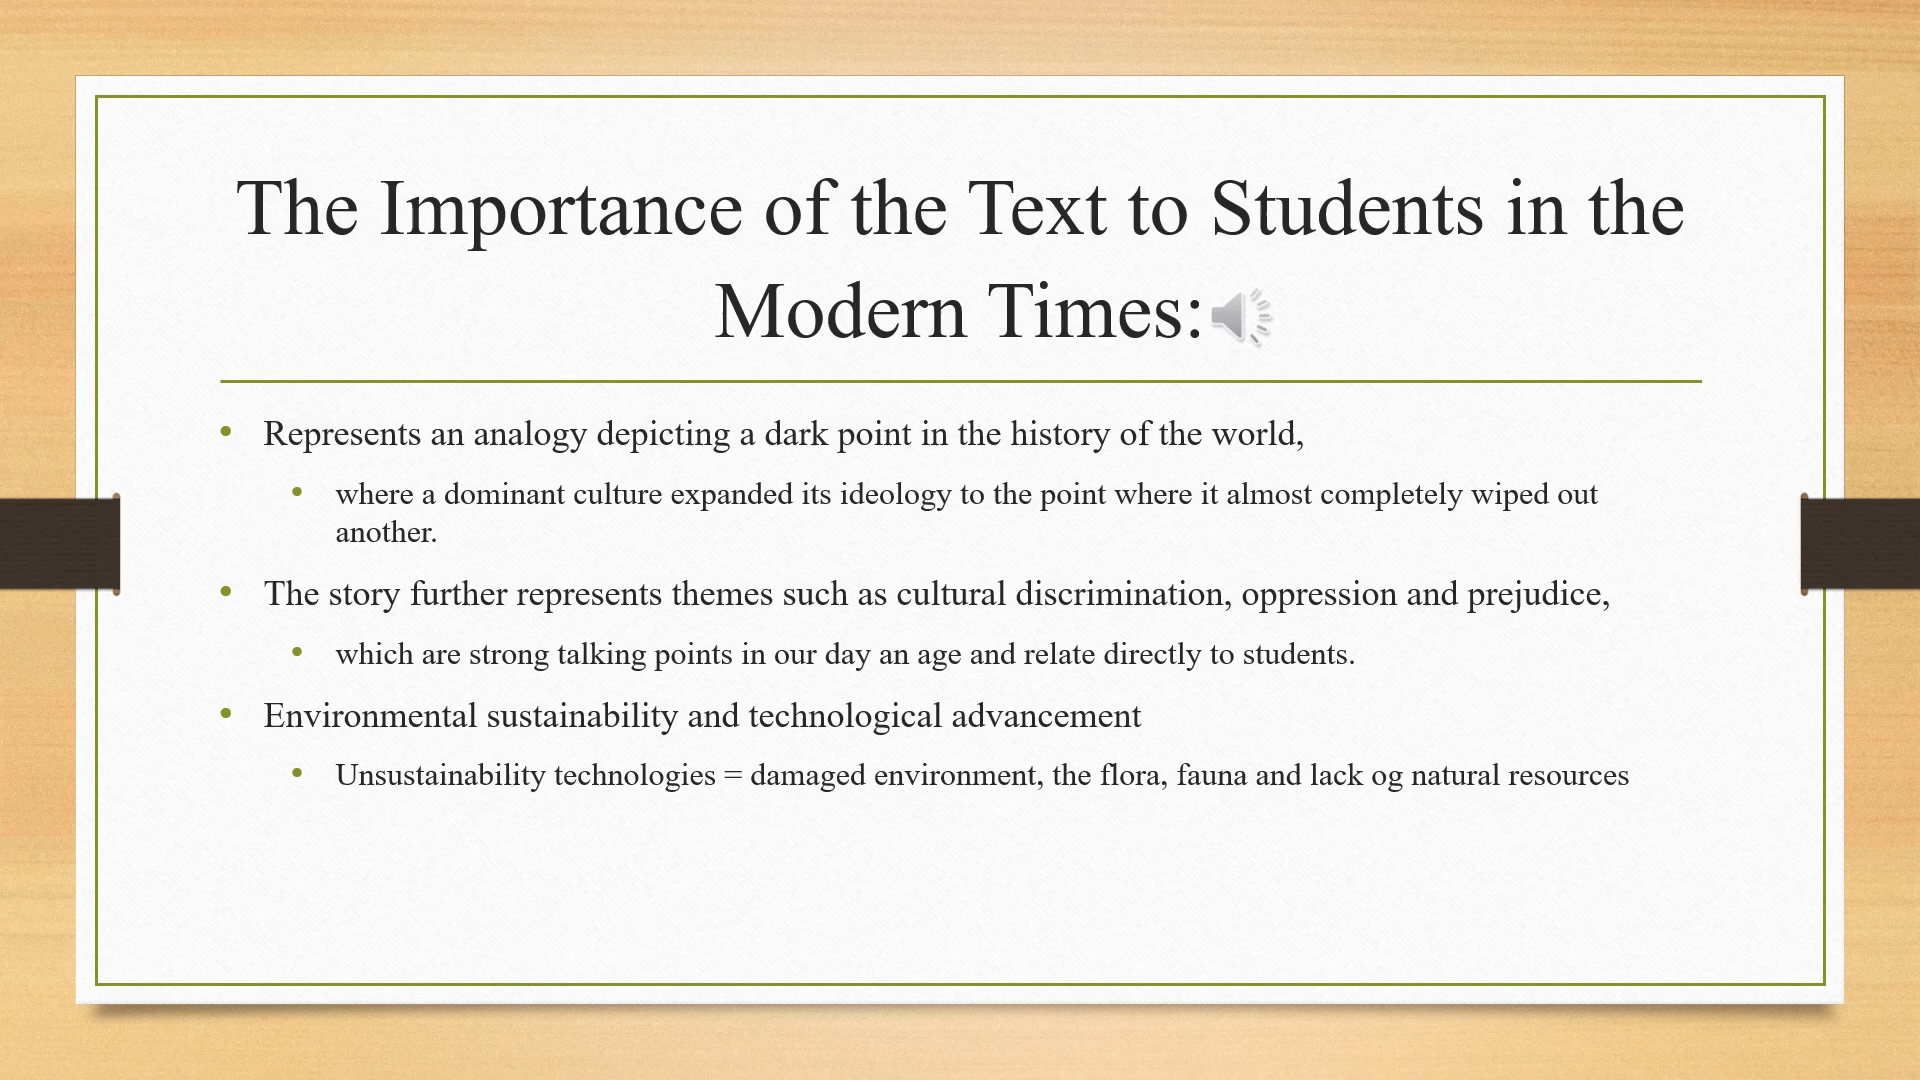 The Importance of the Text to Students in the
Modern Times:
Represents an analogy depicting a dark point in the history of the world,
where a dominant culture expanded its ideology to the point where it almost completely wiped out
another.
The story further represents themes such as cultural discrimination, oppression and prejudice,
which are strong talking points in our day an age and relate directly to students.
Environmental sustainability and technological advancement
Unsustainability technologies = damaged environment, the flora, fauna and lack og natural resources